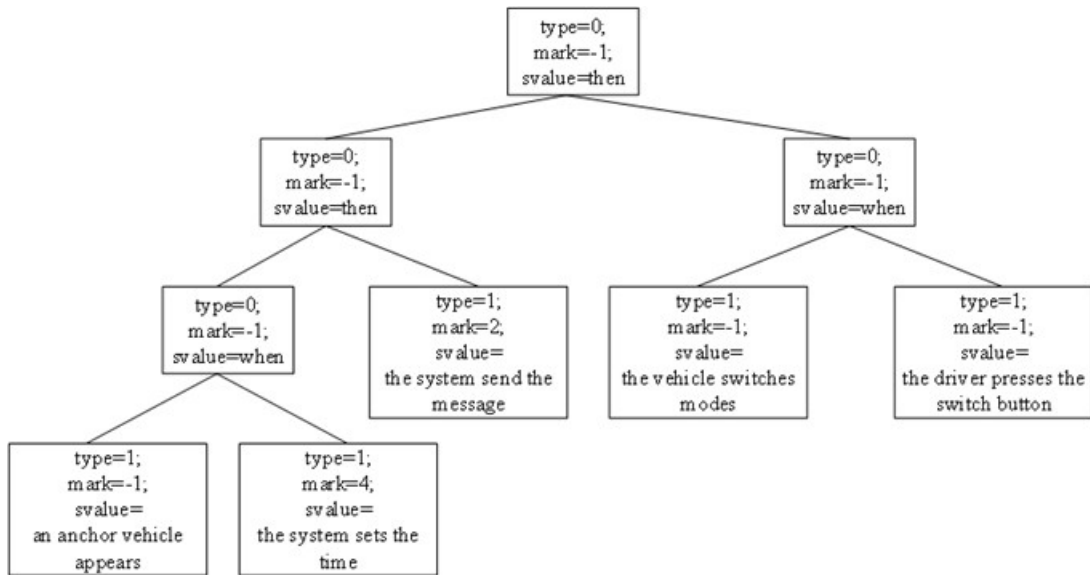 type=0;
mark=-1;
svalue=then
type=0;
mark=-1;
svalue=then
type=0;
mark=-1;
svalue=when
type=0;
mark=-1;
svalue=when
type=1;
mark=2;
svalue=
the system send the
message
type=1;
mark=-1;
svalue=
the vehicle switches
modes
type=1;
mark=-1;
svalue=
the driver presses the
switch button
type=1;
mark=-1;
svalue=
an anchor vehicle
appears
type=1;
mark=4;
svalue=
the system sets the
time